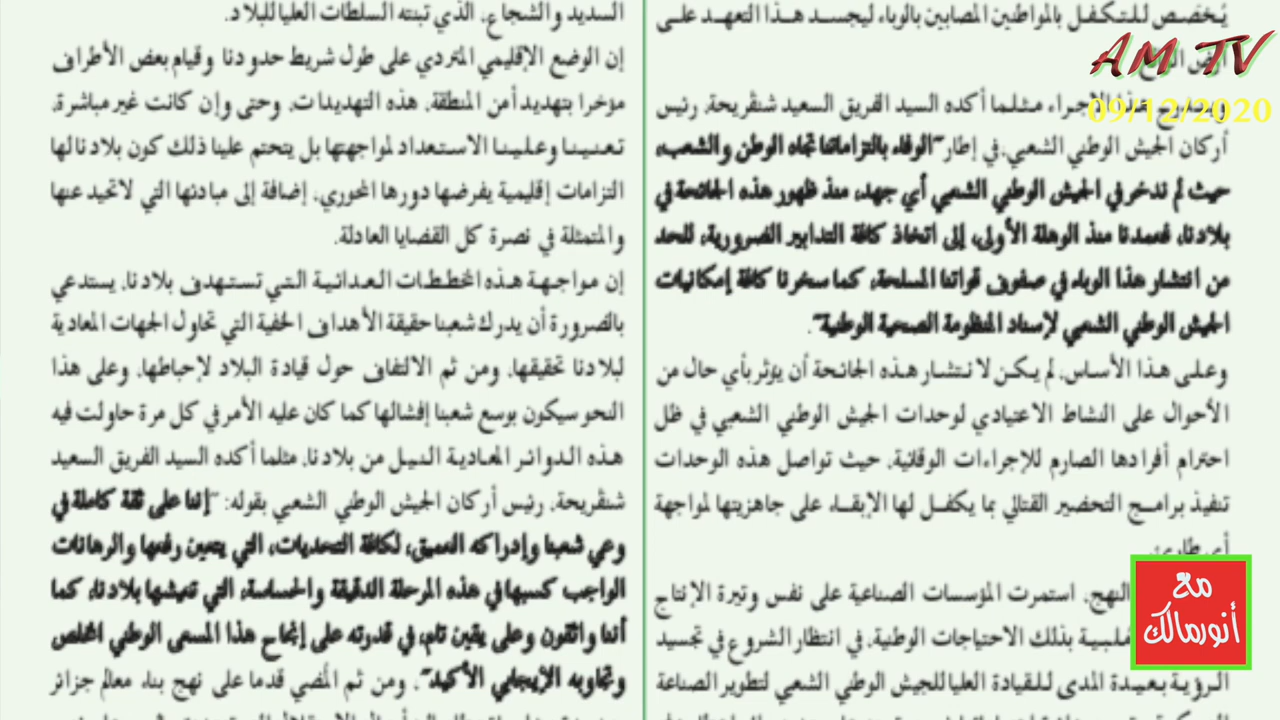 يُخصّص للتكفل بالمواطنين المصابين بالوباء ليجسد هذا التعهد على
أرض
هذا الإجراء، مثلما أكده السيد الفريق السعيد شنڤريحة، رئيس
أركان الجيش الوطني الشعبي، في إطار "الوفاء بالتزاماتنا تجاه الوطن والشعب،
حيث لم ندخر في الجيش الوطني الشعبي أي جهد، منذ ظهور هذه الجائحة في
بلادنا، فعمدنا منذ الوهلة الأولى، إلى اتخاذ كافة التدابير الضرورية، للحد
من انتشار هذا الوباء في صفوف قواتنا المسلحة، كما سخرنا كافة إمكانيات
الجيش الوطني الشعبي لإسناد المنظومة الصحية الوطنية".
وعلى هذا الأساس، لم يكن لانتشار هذه الجائحة أن يؤثر بأي حال من
الأحوال على النشاط الاعتيادي لوحدات الجيش الوطني الشعبي في ظل
احترام أفرادها الصارم للإجراءات الوقائية، حيث تواصل هذه الوحدات
تنفيذ برامج التحضير القتالي بما يكفل لها الإبقاء على جاهزيتها لمواجهة
أي طارئ.
النهج، استمرت المؤسسات الصناعية على نفس وتيرة الإنتاج
مُلبية بذلك الاحتياجات الوطنية، في انتظار الشروع في تجسيد
الرؤية بعيدة المدى للقيادة العليا للجيش الوطني الشعبي لتطوير الصناعة
السديد والشجاع، الذي تبنته السلطات العليا للبلاد.
إن الوضع الإقليمي المتردي على طول شريط حدودنا وقيام بعض الأطراف
مؤخرا بتهديد أمن المنطقة، هذه التهديدات، وحتى وإن كانت غير مباشرة،
تعنينا وعلينا الاستعداد لمواجهتها بل يتحتم علينا ذلك كون بلادنا لها
التزامات إقليمية يفرضها دورها المحوري، إضافة إلى مبادئها التي لا تحيد عنها
والمتمثلة في نصرة كل القضايا العادلة.
إن مواجهة هذه المخططات العدائية التي تستهدف بلادنا، يستدعي
بالضرورة أن يدرك شعبنا حقيقة الأهداف الخفية التي تحاول الجهات المعادية
لبلادنا تحقيقها، ومن ثم الالتفاف حول قيادة البلاد لإحباطها، وعلى هذا
النحو سيكون بوسع شعبنا إفشالها كما كان عليه الأمر في كل مرة حاولت فيه
هذه الدوائر المعادية النيل من بلادنا، مثلما أكده السيد الفريق السعيد
شنڤريحة، رئيس أركان الجيش الوطني الشعبي بقوله: "إننا على ثقة كاملة في
وعي شعبنا وإدراكه العميق، لكافة التحديات، التي يتعين رفعها والرهانات
الواجب كسبها في هذه المرحلة الدقيقة والحساسة، التي تعيشها بلادنا، كما
أننا واثقون وعلى يقين تام، في قدرته على إنجاح هذا المسعى الوطني المخلص
وتجاوبه الإيجابي الأكيد". ومن ثم المضي قدما على نهج بناء معالم جزائر
AM TV
09/12/2020
مع
أنورمالك